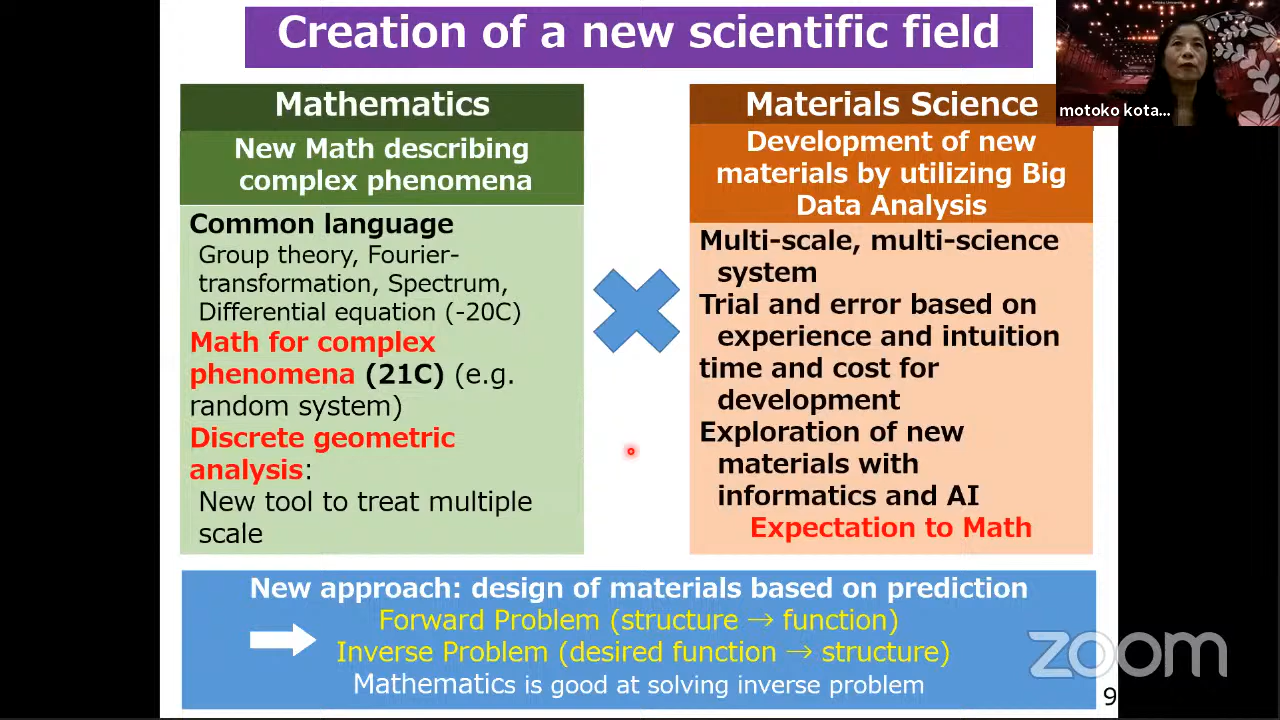 Creation of a new scientific field
Mathematics
New Math describing
complex phenomena
Common language
Group theory, Fourier-
transformation, Spectrum,
Differential equation (-20C)
Math for complex
phenomena (21C) (e.g.
random system)
Discrete geometric
analysis:
New tool to treat multiple
scale
Materials Science
Development of new
materials by utilizing Big
Data Analysis
Multi-scale, multi-science
system
Trial and error based on
experience and intuition
time and cost for
development
Exploration of new
materials with
informatics and AI
Expectation to Math
New approach: design of materials based on prediction
Forward Problem (structure → function)
Inverse Problem (desired function → structure)
Mathematics is good at solving inverse problem
9
motoko kota...
zoom